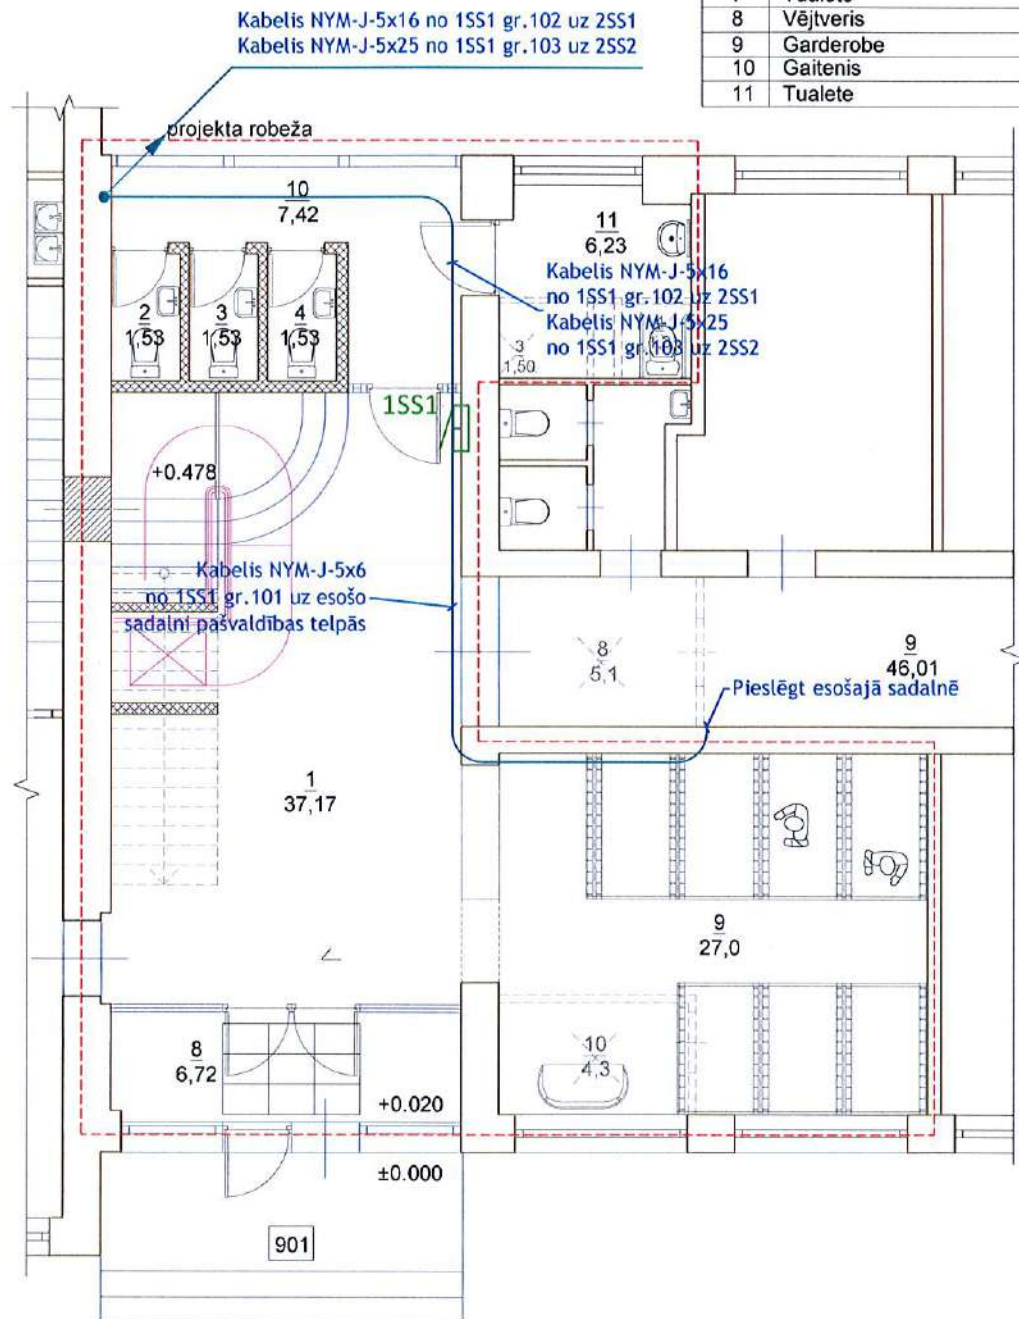 Kabelis NYM-J-5x16 no 1SS1 gr.102 uz 2SS1
Kabelis NYM-J-5x25 no 1SS1 gr.103 uz 2SS2
8 Vējtveris
9 Garderobe
10 Gaitenis
11 Tualete
projekta robeža
10
7,42
11
6,23
Kabelis NYM-J-5x16
no 1SS1 gr.102 uz 2SS1
Kabelis NYM-J-5x25
no 1SS1 gr.103 uz 2SS2
2
1,53
3
1,53
4
1,53
3
1,50
1SS1
+0.478
Kabelis NYM-J-5x6
no 1SS1 gr.101 uz esošo
sadalni pašvaldības telpās
8
5,1
9
46,01
Pieslēgt esošajā sadalnē
1
37,17
9
27,0
10
4,3
8
6,72
+0.020
±0.000
901